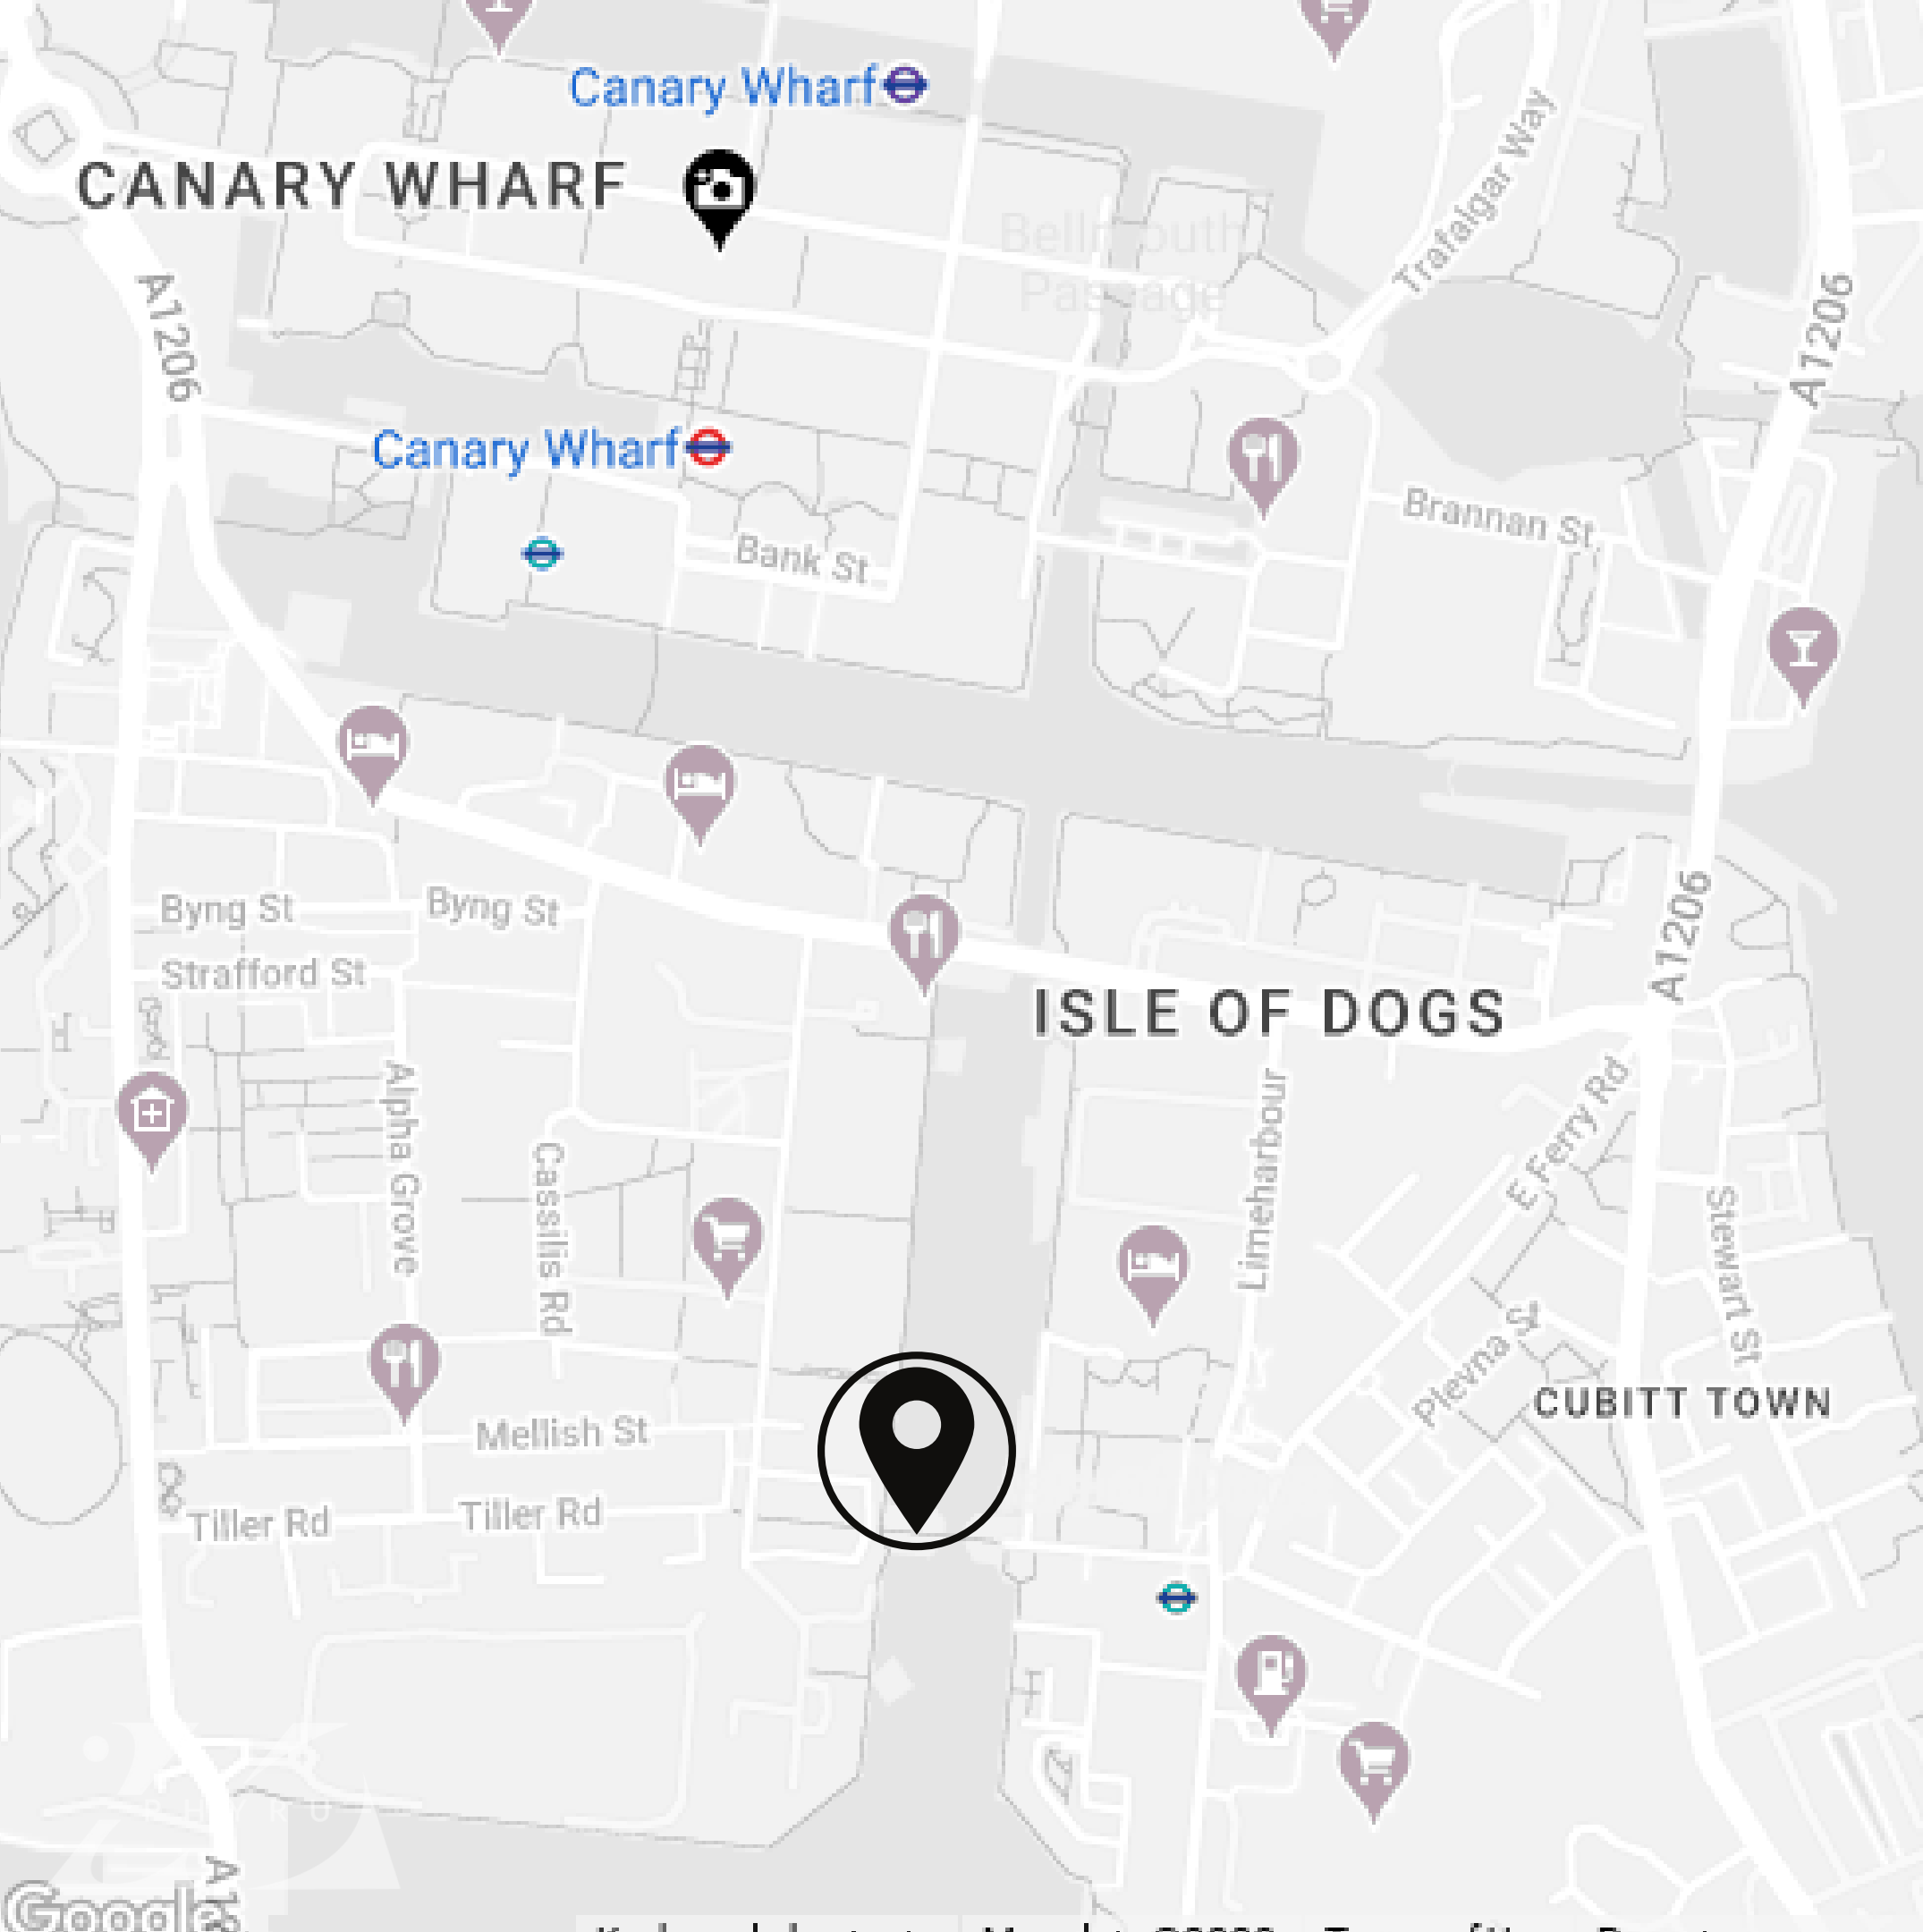 Canary Wharf
CANARY WHARF
Bellmouth
Passage
Trafalgar Way
A1206
A1206
Canary Wharf
Bank St
Brannan St
Byng St
Byng St
A1206
Strafford St
ISLE OF DOGS
Alpha Grove
Cassilis Rd
Limeharbour
E Ferry Rd
Stewart St
Plevna St
CUBITT TOWN
Mellish St
Tiller Rd
Tiller Rd
Google